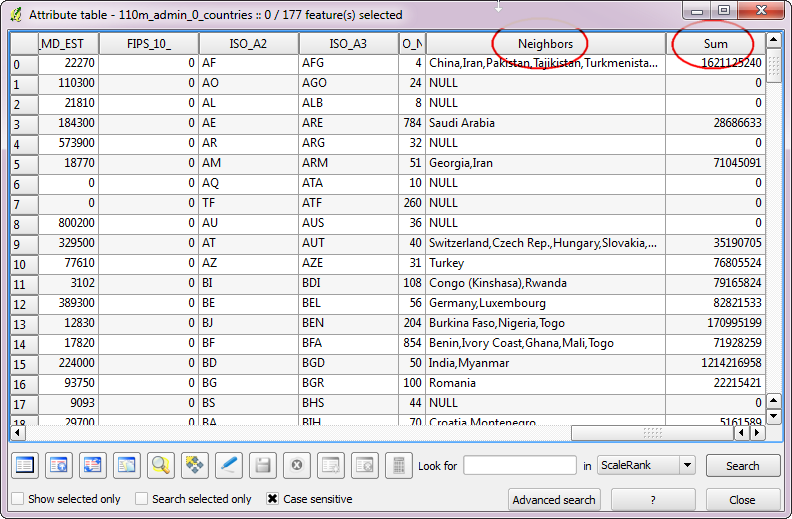 Attribute table - 110m_admin_0_countries :: 0 / 177 feature(s) selected
_MD_EST FIPS_10_ ISO_A2 ISO_A3 O_N Neighbors Sum
0 22270 0 AF AFG 4 China,Iran,Pakistan,Tajikistan,Turkmenista... 1621125240
1 110300 0 AO AGO 24 NULL 0
2 21810 0 AL ALB 8 NULL 0
3 184300 0 AE ARE 784 Saudi Arabia 28686633
4 573900 0 AR ARG 32 NULL 0
5 18770 0 AM ARM 51 Georgia,Iran 71045091
6 0 0 AQ ATA 10 NULL 0
7 0 0 TF ATF 260 NULL 0
8 800200 0 AU AUS 36 NULL 0
9 329500 0 AT AUT 40 Switzerland,Czech Rep.,Hungary,Slovakia,... 35190705
10 77610 0 AZ AZE 31 Turkey 76805524
11 3102 0 BI BDI 108 Congo (Kinshasa),Rwanda 79165824
12 389300 0 BE BEL 56 Germany,Luxembourg 82821533
13 12830 0 BJ BEN 204 Burkina Faso,Nigeria,Togo 170995199
14 17820 0 BF BFA 854 Benin,Ivory Coast,Ghana,Mali,Togo 71928259
15 224000 0 BD BGD 50 India,Myanmar 1214216958
16 93750 0 BG BGR 100 Romania 22215421
17 9093 0 BS BHS 44 NULL 0
18 29700 0 BA BIH 70 Croatia,Montenegro 5161589
Look for in ScaleRank Search
Show selected only Search selected only Case sensitive Advanced search ? Close